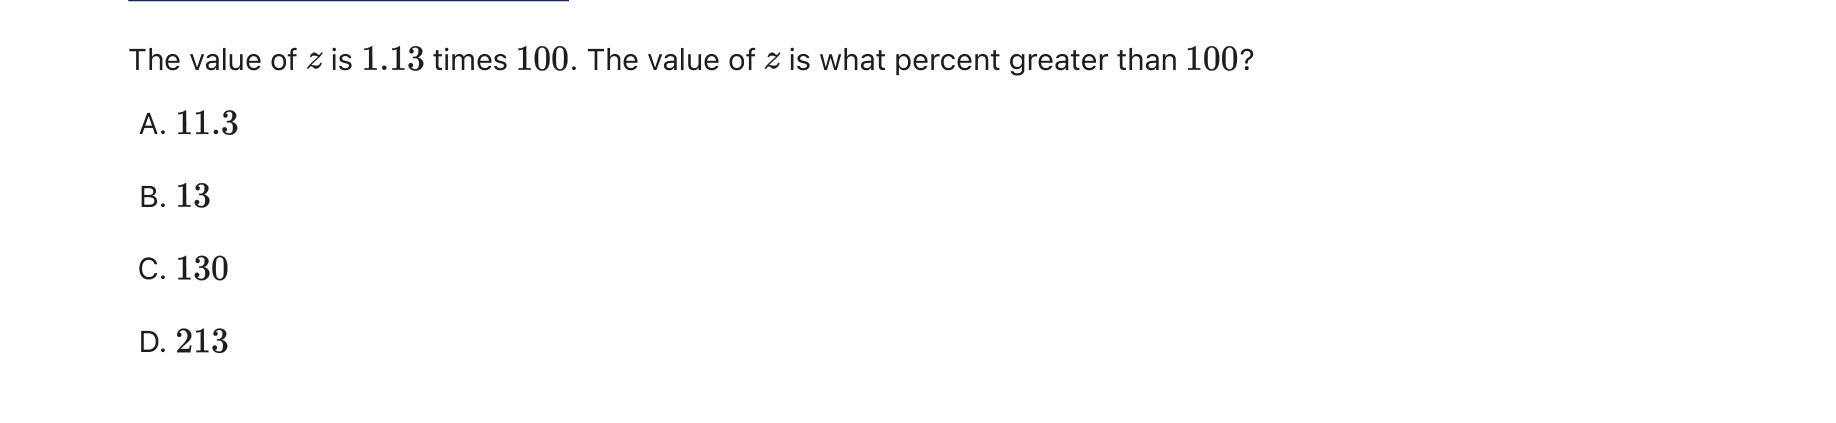 The value of z is 1.13 times 100. The value of z is what percent greater than 100?
A. 11.3
B. 13
C. 130
D. 213